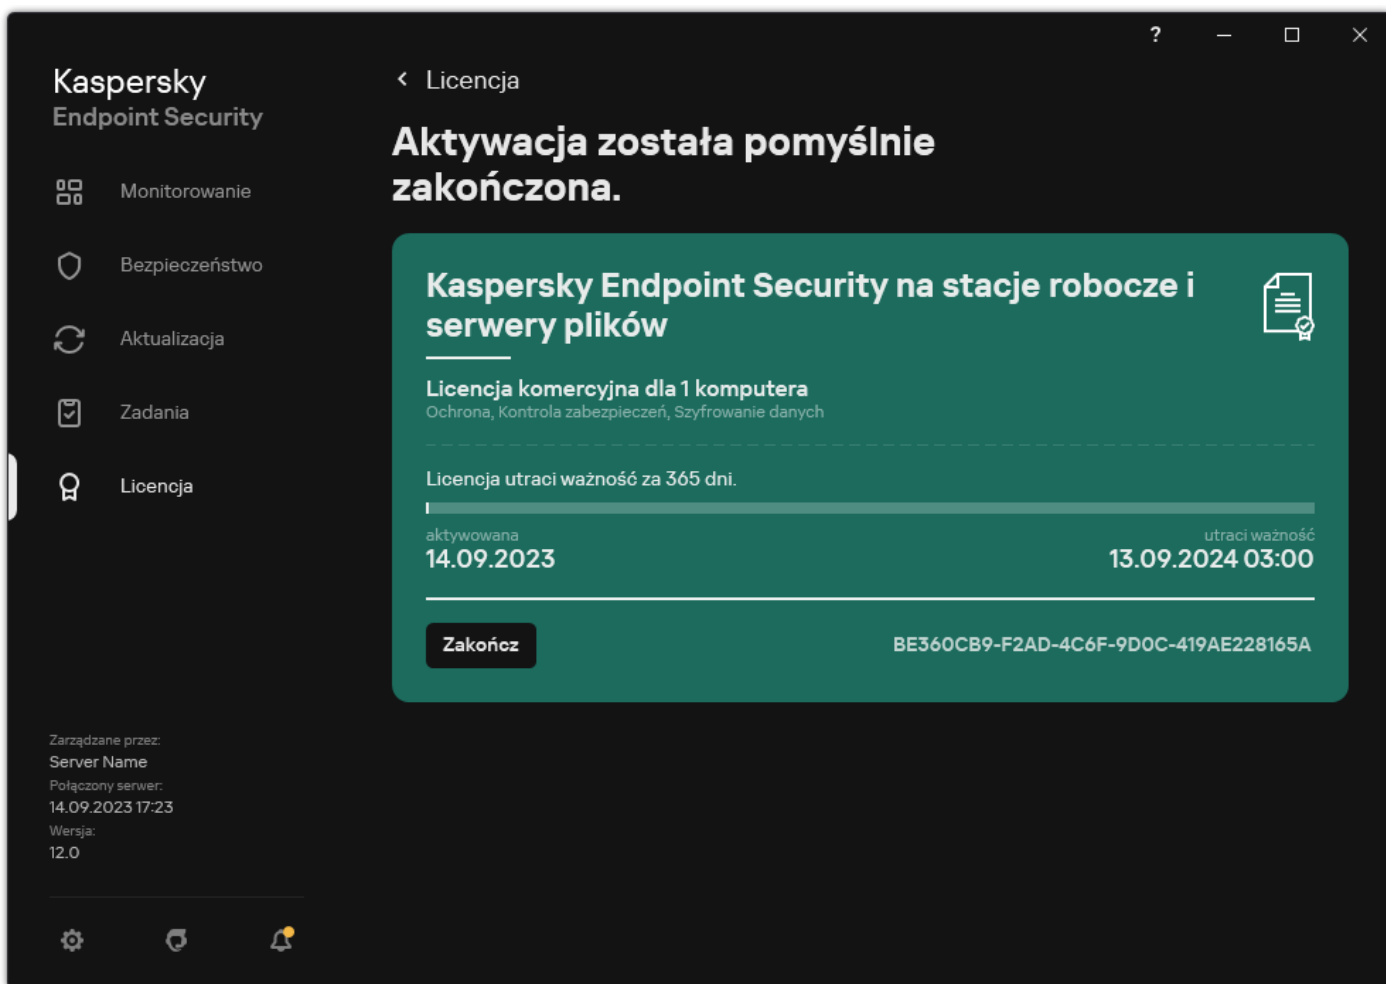 ?
Kaspersky
Endpoint Security
Monitorowanie
Bezpieczeństwo
Aktualizacja
Zadania
Licencja
Zarządzane przez:
Server Name
Połączony serwer:
14.09.2023 17:23
Wersja:
12.0
Licencja
Aktywacja została pomyślnie
zakończona.
Kaspersky Endpoint Security na stacje robocze i
serwery plików
Licencja komercyjna dla 1 komputera
Ochrona, Kontrola zabezpieczeń, Szyfrowanie danych
Licencja utraci ważność za 365 dni.
aktywowana
14.09.2023
utraci ważność
13.09.2024 03:00
Zakończ
BE360CB9-F2AD-4C6F-9D0C-419AE228165A